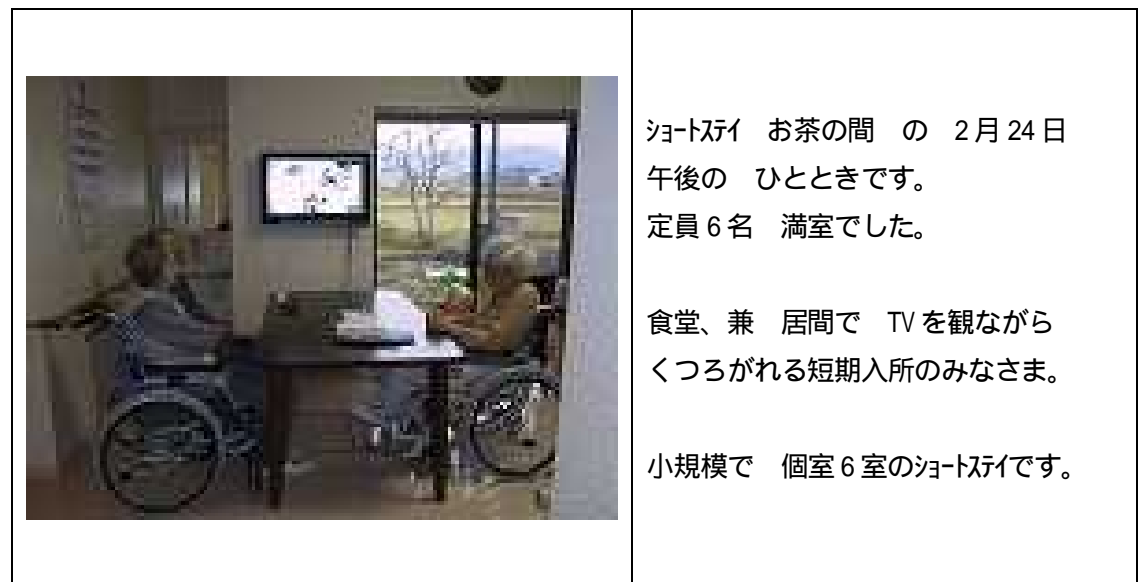 ｼｮｰﾄｽﾃｲ　お茶の間　の　2月24日
午後の　ひとときです。
定員6名　満室でした。
食堂、兼　居間で　TVを観ながら
くつろがれる短期入所のみなさま。
小規模で　個室6室のｼｮｰﾄｽﾃｲです。